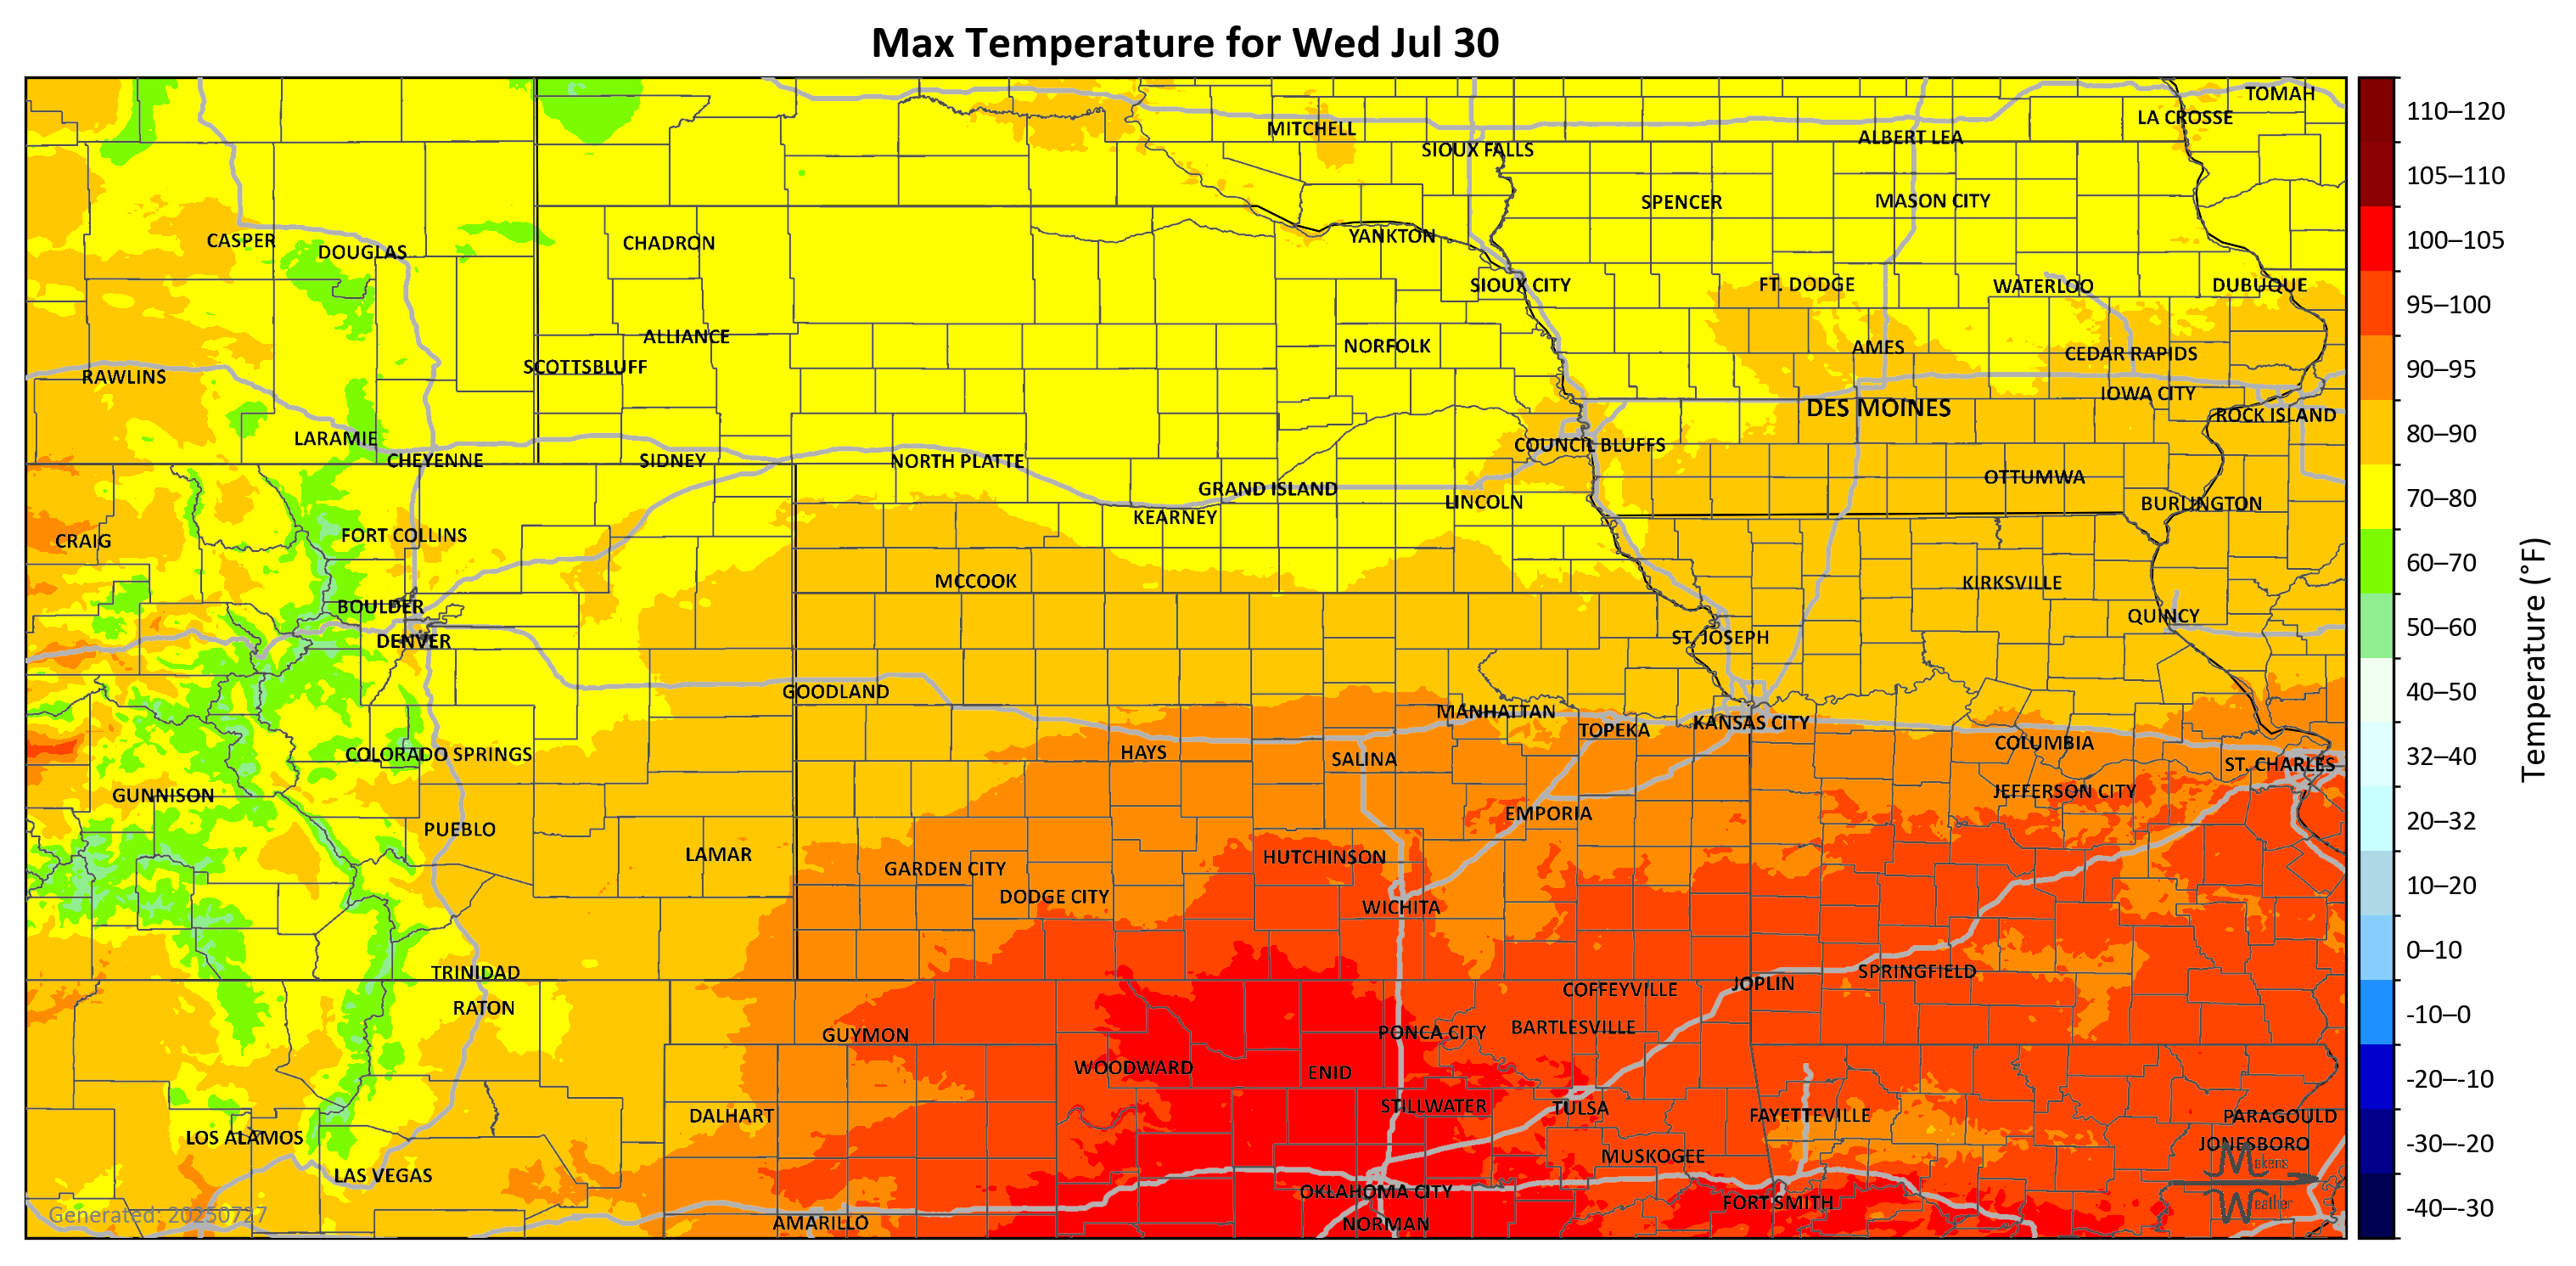 Max Temperature for Wed Jul 30
TOMAH
LA CROSSE
MITCHELL
ALBERT LEA
SIOUX FALLS
SPENCER
MASON CITY
CASPER
DOUGLAS
CHADRON
YANKTON
SIOUX CITY
FT. DODGE
WATERLOO
DUBUQUE
ALLIANCE
NORFOLK
AMES
CEDAR RAPIDS
SCOTTSBLUFF
RAWLINS
IOWA CITY
DES MOINES
ROCK ISLAND
LARAMIE
COUNCIL BLUFFS
CHEYENNE
SIDNEY
NORTH PLATTE
OTTUMWA
GRAND ISLAND
LINCOLN
BURLINGTON
KEARNEY
FORT COLLINS
CRAIG
MCCOOK
KIRKSVILLE
BOULDER
QUINCY
DENVER
ST. JOSEPH
GOODLAND
MANHATTAN
TOPEKA
KANSAS CITY
COLUMBIA
COLORADO SPRINGS
HAYS
SALINA
ST. CHARLES
GUNNISON
JEFFERSON CITY
EMPORIA
PUEBLO
LAMAR
HUTCHINSON
GARDEN CITY
DODGE CITY
WICHITA
TRINIDAD
SPRINGFIELD
JOPLIN
COFFEYVILLE
RATON
GUYMON
PONCA CITY
BARTLESVILLE
WOODWARD
ENID
STILLWATER
TULSA
DALHART
FAYETTEVILLE
PARAGOULD
LOS ALAMOS
JONESBORO
MUSKOGEE
LAS VEGAS
OKLAHOMA CITY
FORT SMITH
AMARILLO
NORMAN
Generated: 20250727
Makens
Weather
110–120
105–110
100–105
95–100
90–95
80–90
70–80
60–70
50–60
40–50
32–40
20–32
10–20
0–10
-10–0
-20–-10
-30–-20
-40–-30
Temperature (°F)